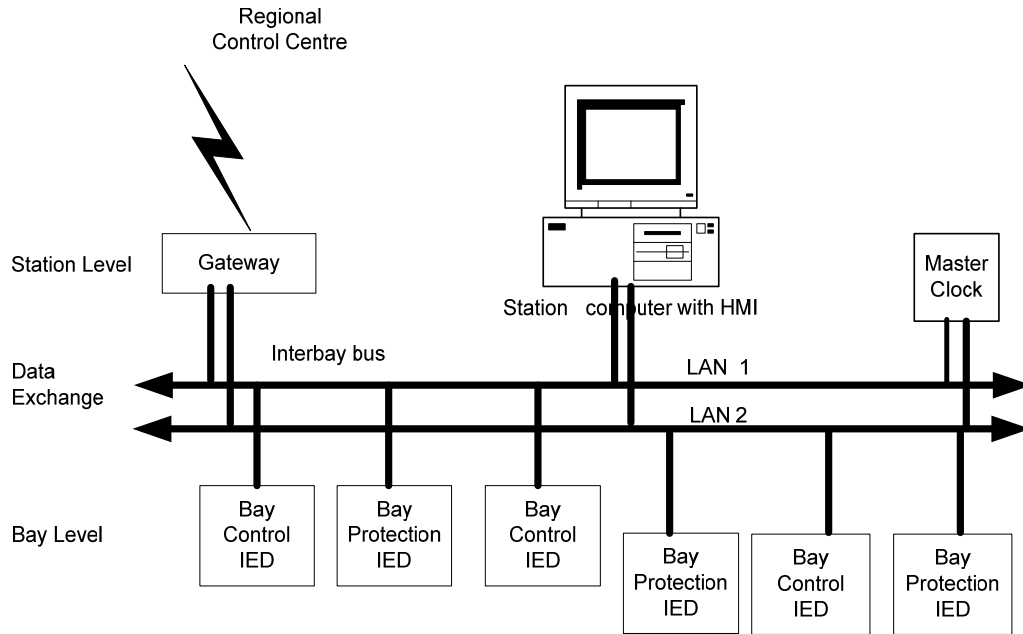 Regional
Control Centre
Station Level
Gateway
Master
Clock
Station computer with HMI
Interbay bus
LAN 1
Data
Exchange
LAN 2
Bay Level
Bay
Control
IED
Bay
Protection
IED
Bay
Control
IED
Bay
Protection
IED
Bay
Control
IED
Bay
Protection
IED